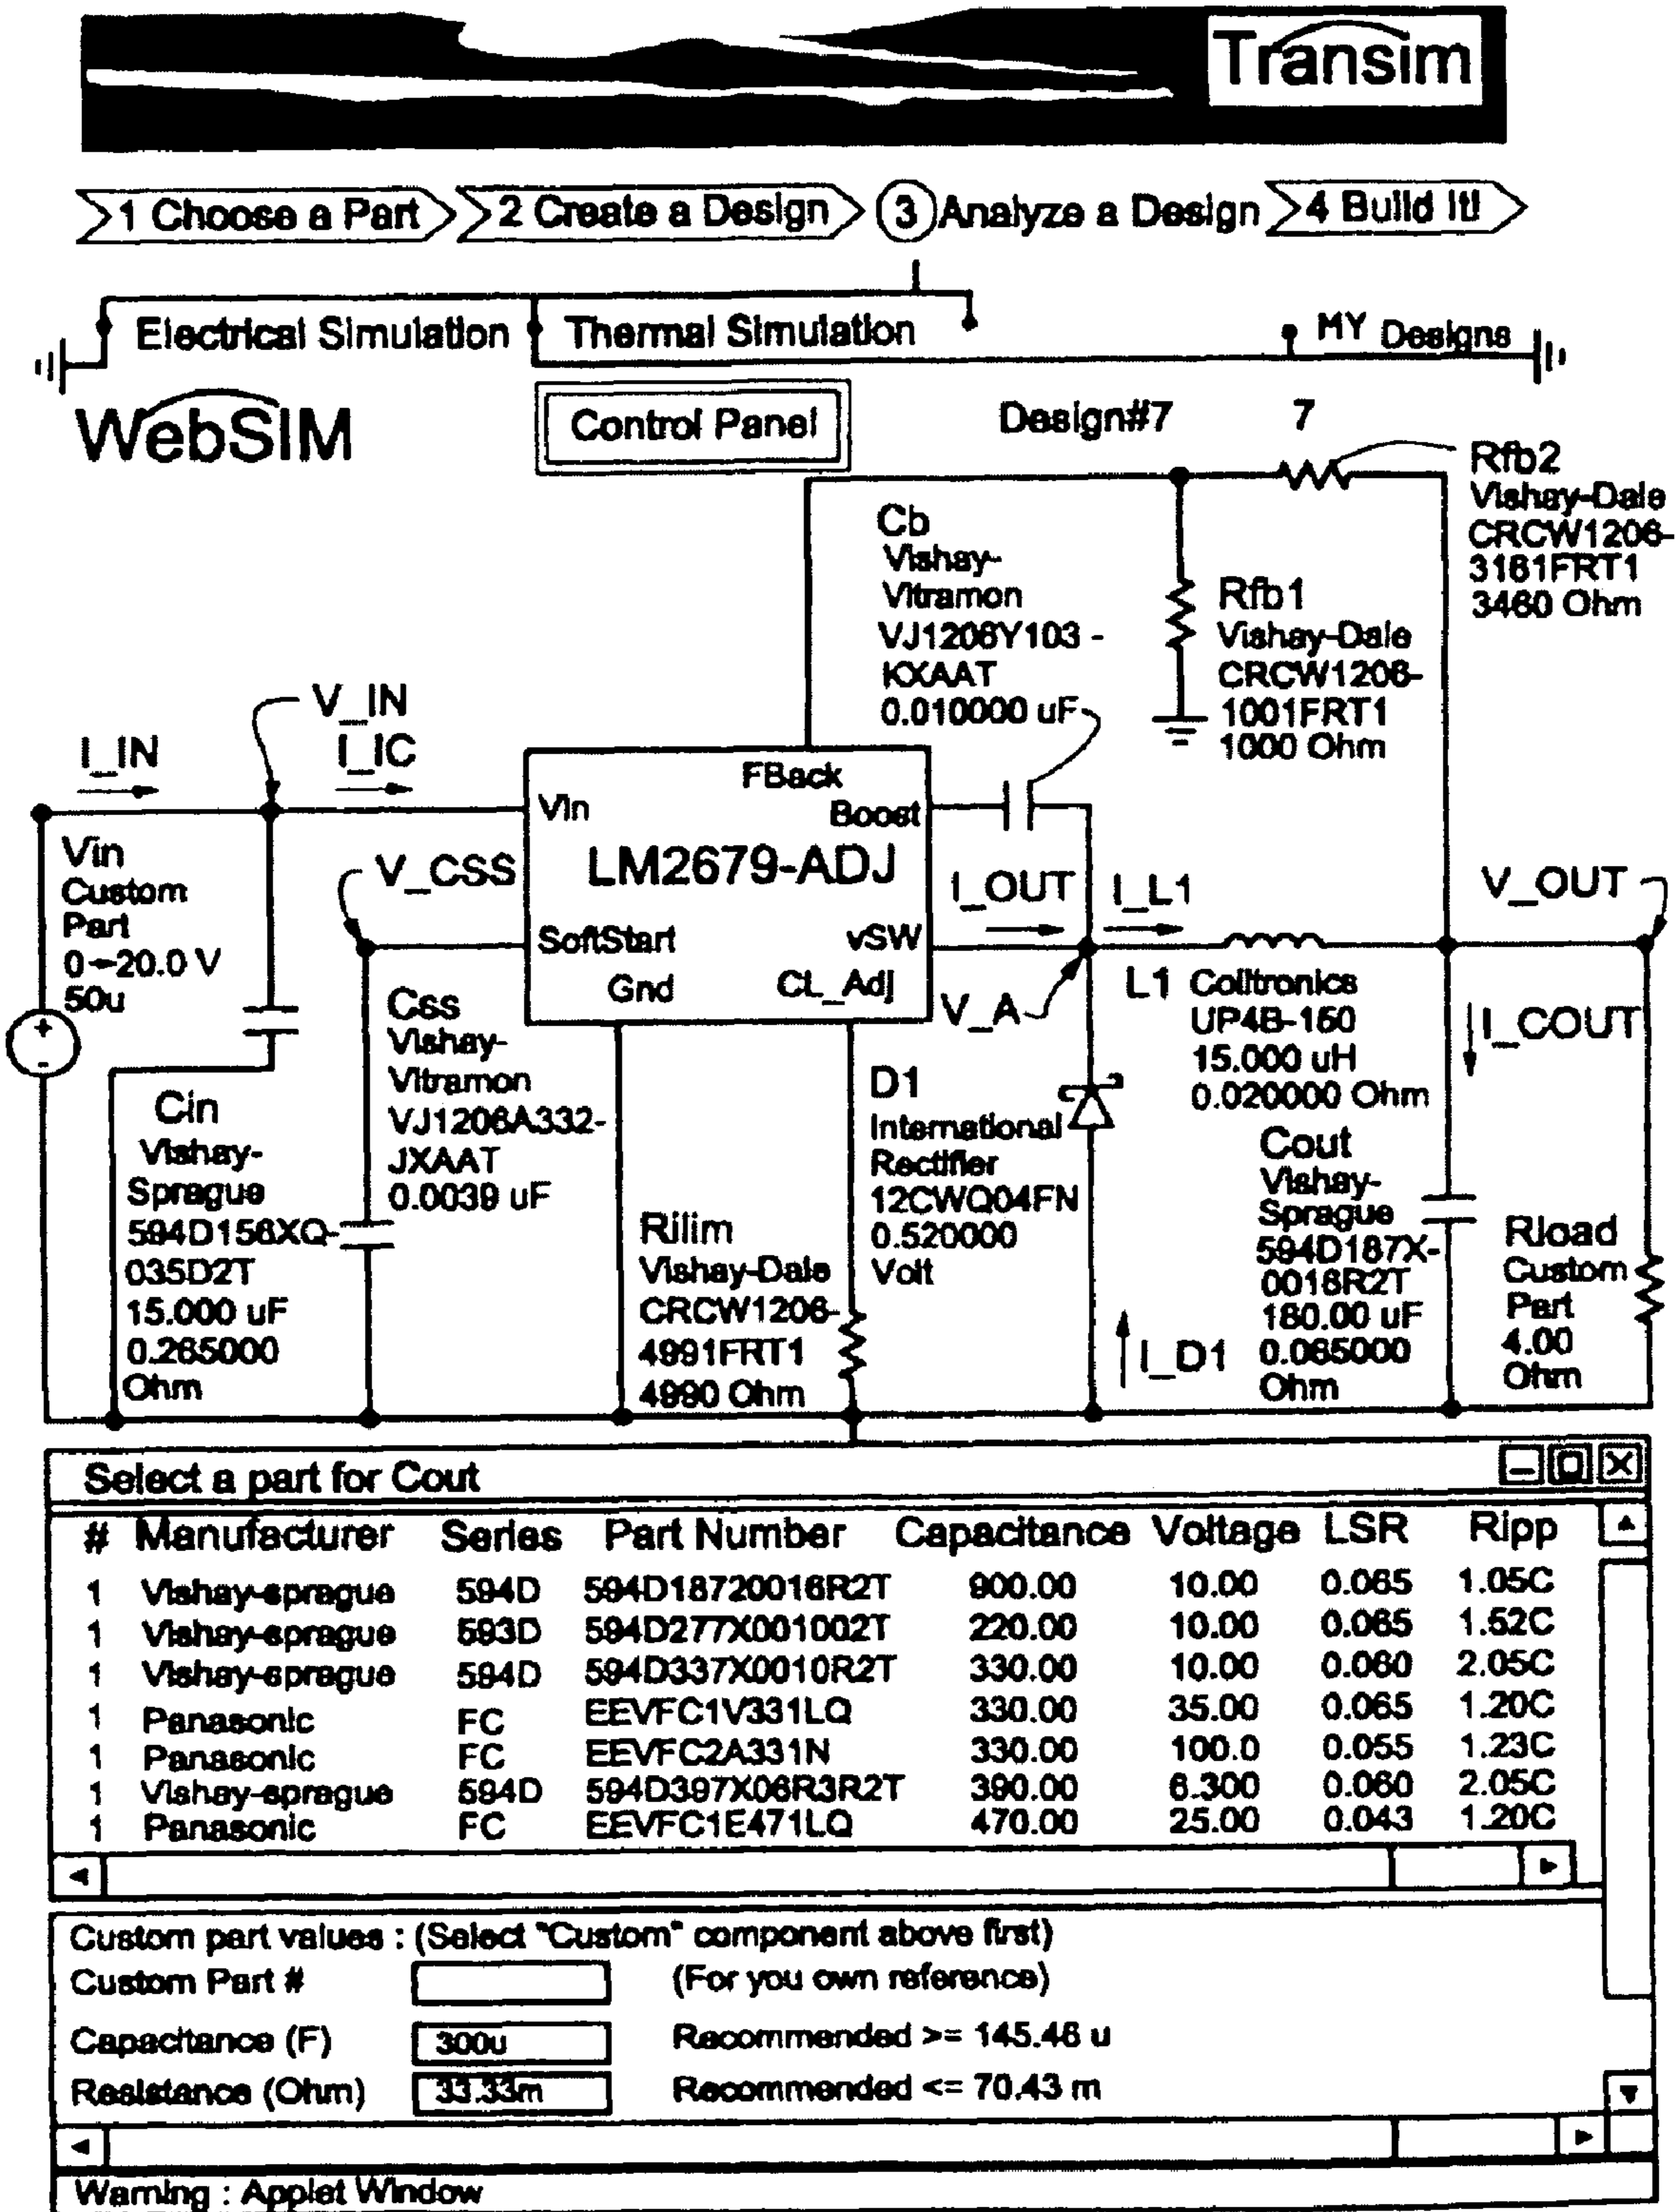 Transim
1 Choose a Part
2 Create a Design
3 Analyze a Design
4 Build It!
Electrical Simulation
Thermal Simulation
MY Designs
WebSIM
Control Panel
Design#7
7
Rfb2
Vishay-Dale
CRCW1206-
3161FRT1
3460 Ohm
Cb
Vishay-
Vitramon
VJ1206Y103 -
KXAAT
0.010000 uF
Rfb1
Vishay-Dale
CRCW1206-
1001FRT1
1000 Ohm
V_IN
I_IN
I_IC
FBack
Vin
Boost
LM2679-ADJ
SoftStart
vSW
Gnd
CL_Adj
Vin
Custom
Part
0→20.0 V
50u
+
-
V_CSS
I_OUT
I_L1
V_OUT
V_A
Css
Vishay-
Vitramon
VJ1206A332-
JXAAT
0.0039 uF
L1 Coiltronics
UP4B-150
15.000 uH
0.020000 Ohm
I_COUT
Cin
Vishay-
Sprague
594D156XQ-
035D2T
15.000 uF
0.265000
Ohm
D1
International
Rectifier
12CWQ04FN
0.520000
Volt
Rilim
Vishay-Dale
CRCW1206-
4991FRT1
4990 Ohm
I_D1
Cout
Vishay-
Sprague
594D187X-
0016R2T
180.00 uF
0.065000
Ohm
Rload
Custom
Part
4.00
Ohm
Select a part for Cout
# Manufacturer Series Part Number Capacitance Voltage LSR Ripp
1 Vishay-sprague 594D 594D18720016R2T 900.00 10.00 0.065 1.05C
1 Vishay-sprague 593D 594D277X001002T 220.00 10.00 0.065 1.52C
1 Vishay-sprague 594D 594D337X0010R2T 330.00 10.00 0.060 2.05C
1 Panasonic FC EEVFC1V331LQ 330.00 35.00 0.065 1.20C
1 Panasonic FC EEVFC2A331N 330.00 100.0 0.055 1.23C
1 Vishay-sprague 594D 594D397X06R3R2T 390.00 6.300 0.060 2.05C
1 Panasonic FC EEVFC1E471LQ 470.00 25.00 0.043 1.20C
Custom part values : (Select "Custom" component above first)
Custom Part # (For you own reference)
Capacitance (F) 300u Recommended >= 145.46 u
Resistance (Ohm) 33.33m Recommended <= 70.43 m
Warning : Applet Window